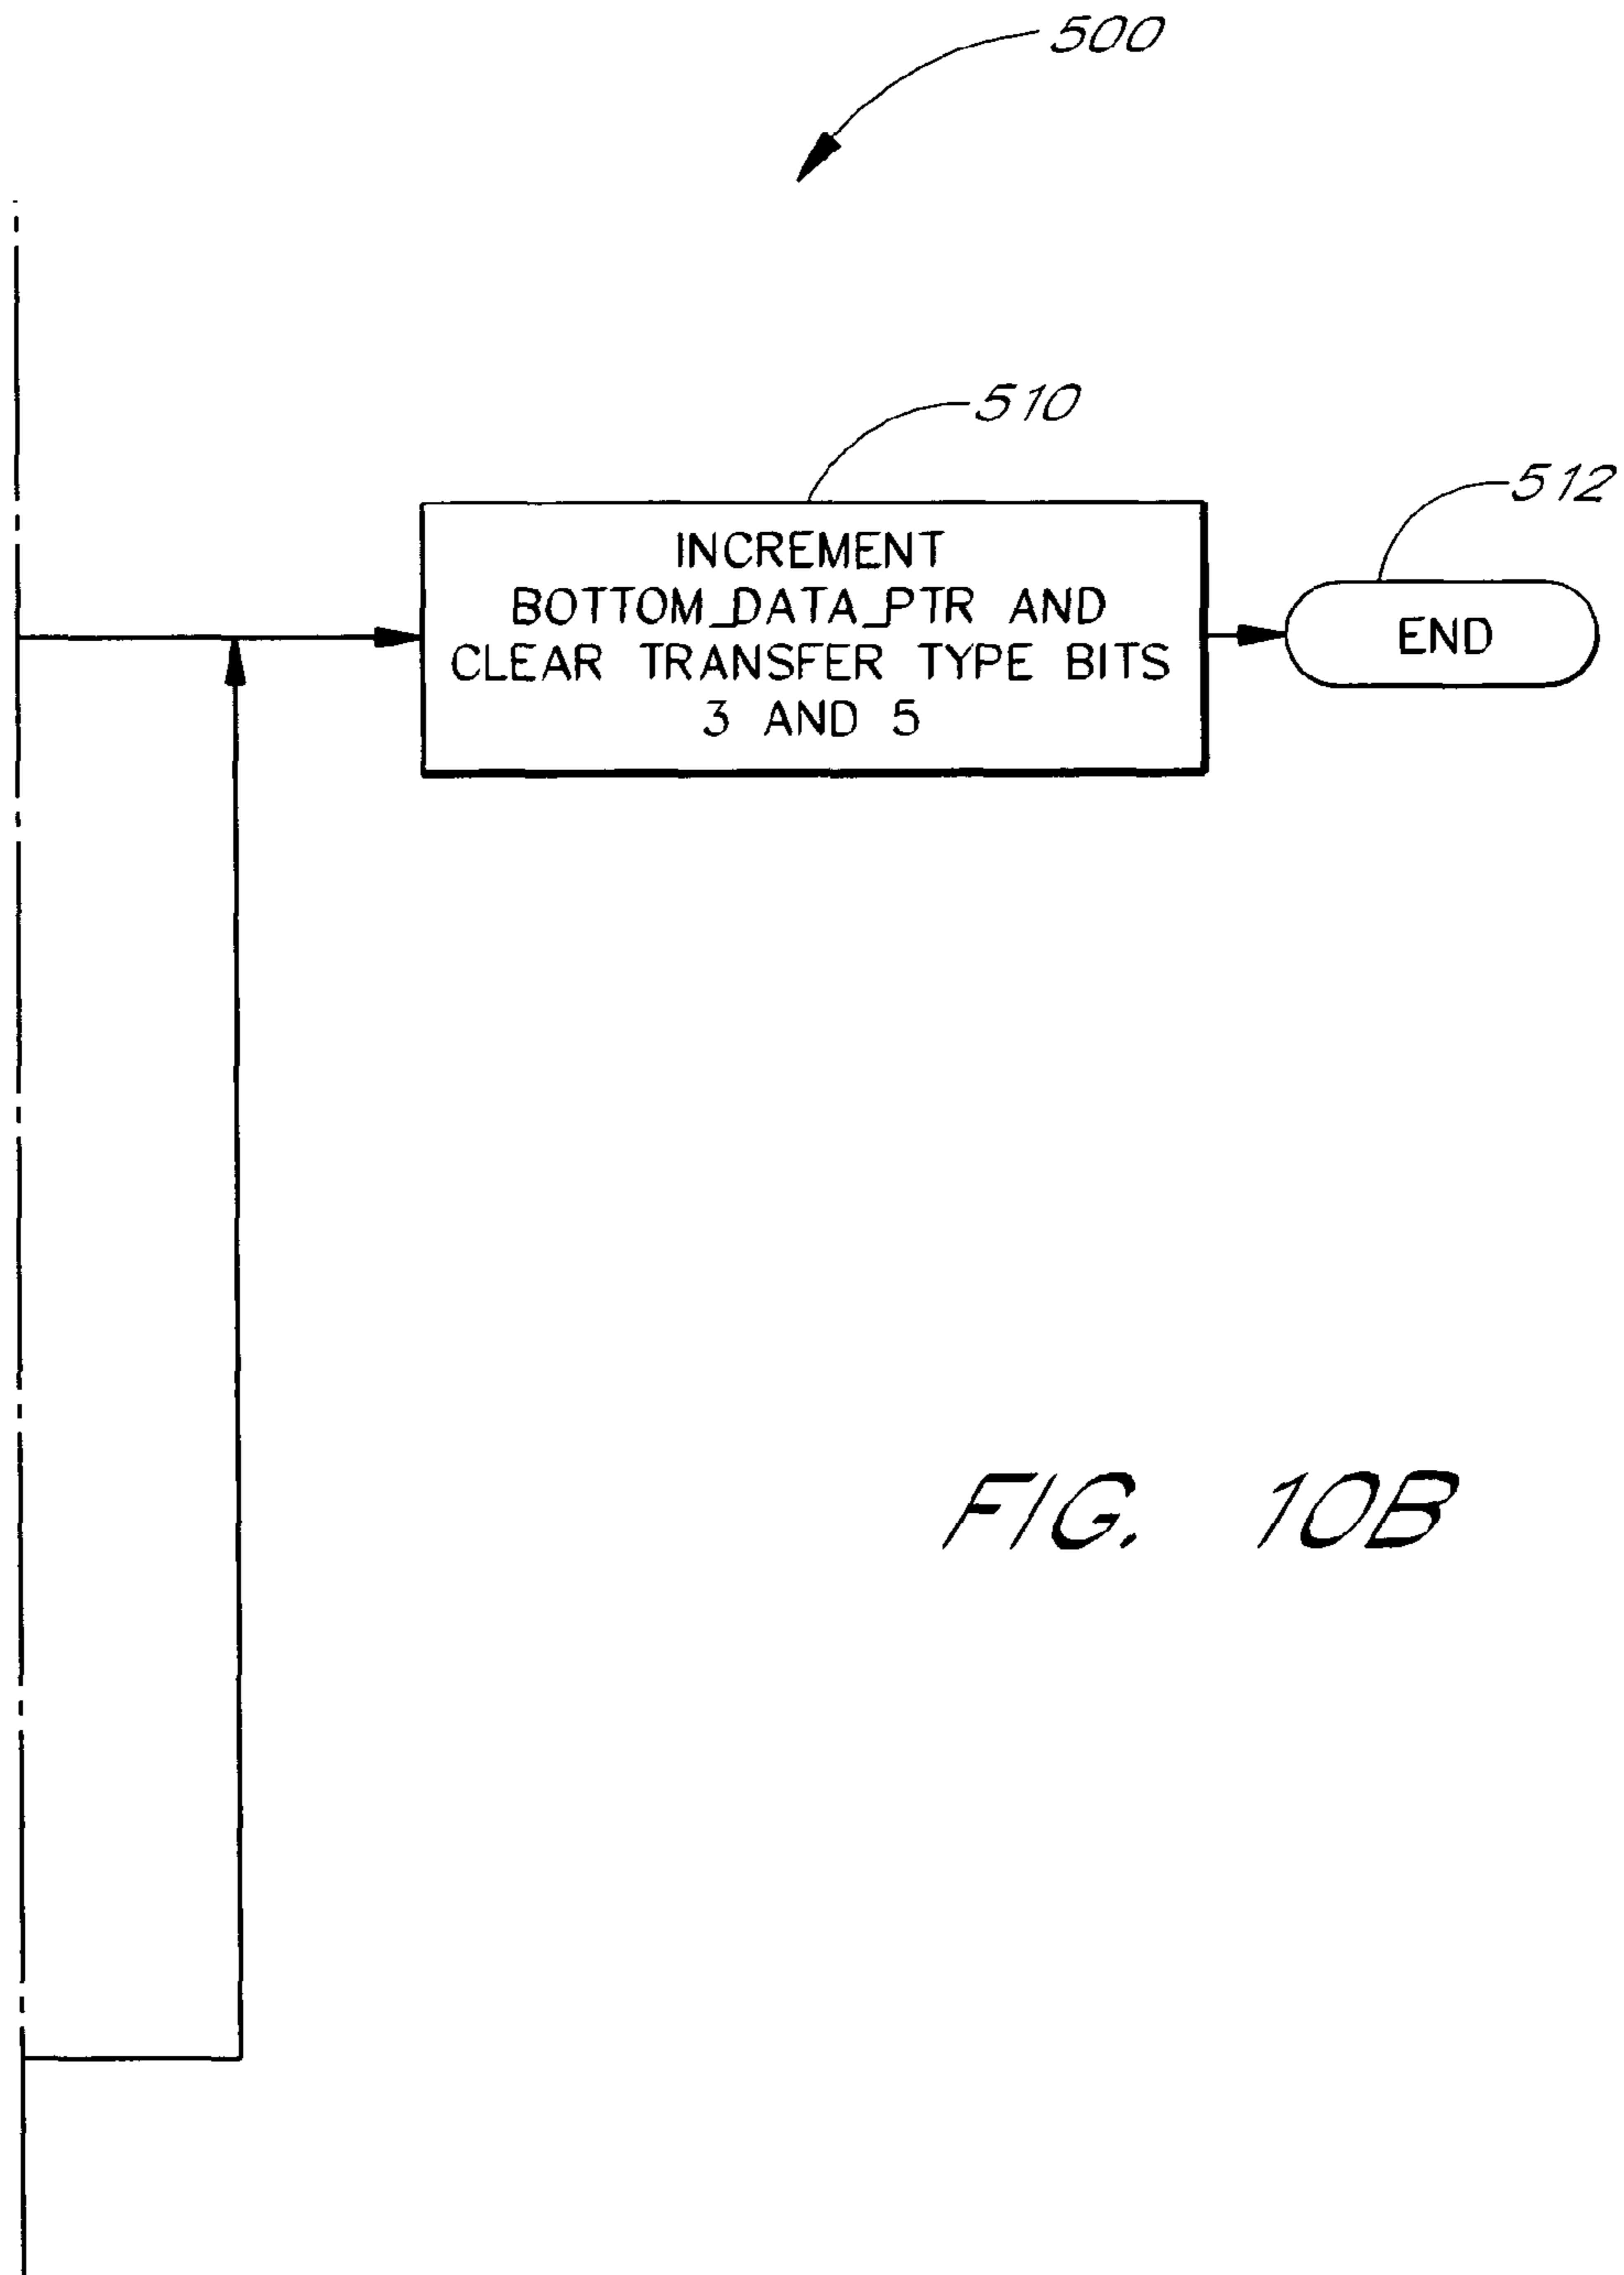 500
510
512
INCREMENT
BOTTOM_DATA_PTR AND
CLEAR TRANSFER TYPE BITS
3 AND 5
END
FIG. 10B